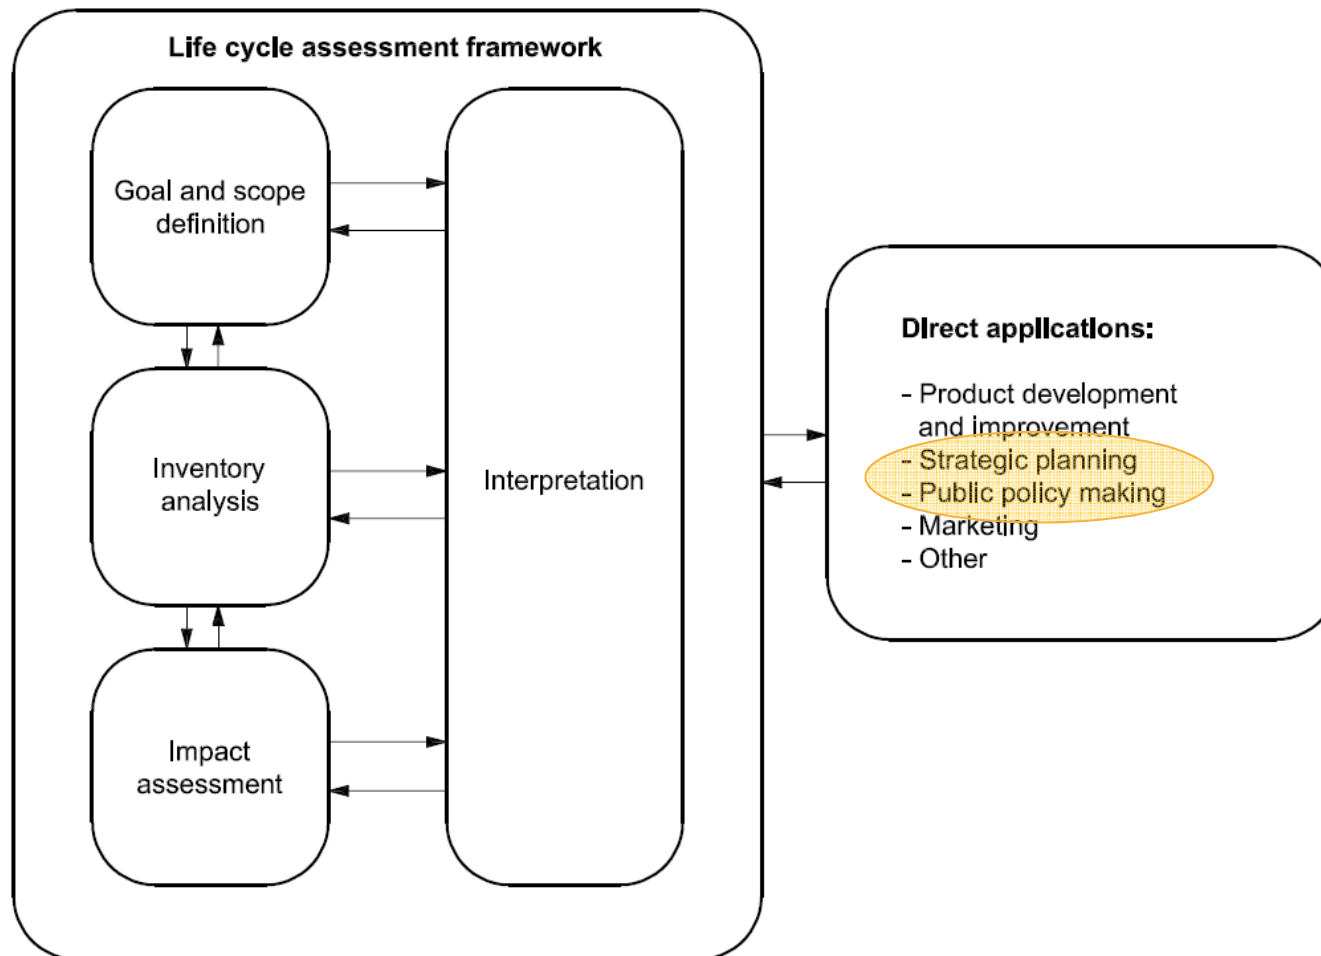 Life cycle assessment framework
Goal and scope
definition
Inventory
analysis
Impact
assessment
Interpretation
Direct applications:
- Product development
and improvement
- Strategic planning
- Public policy making
- Marketing
- Other